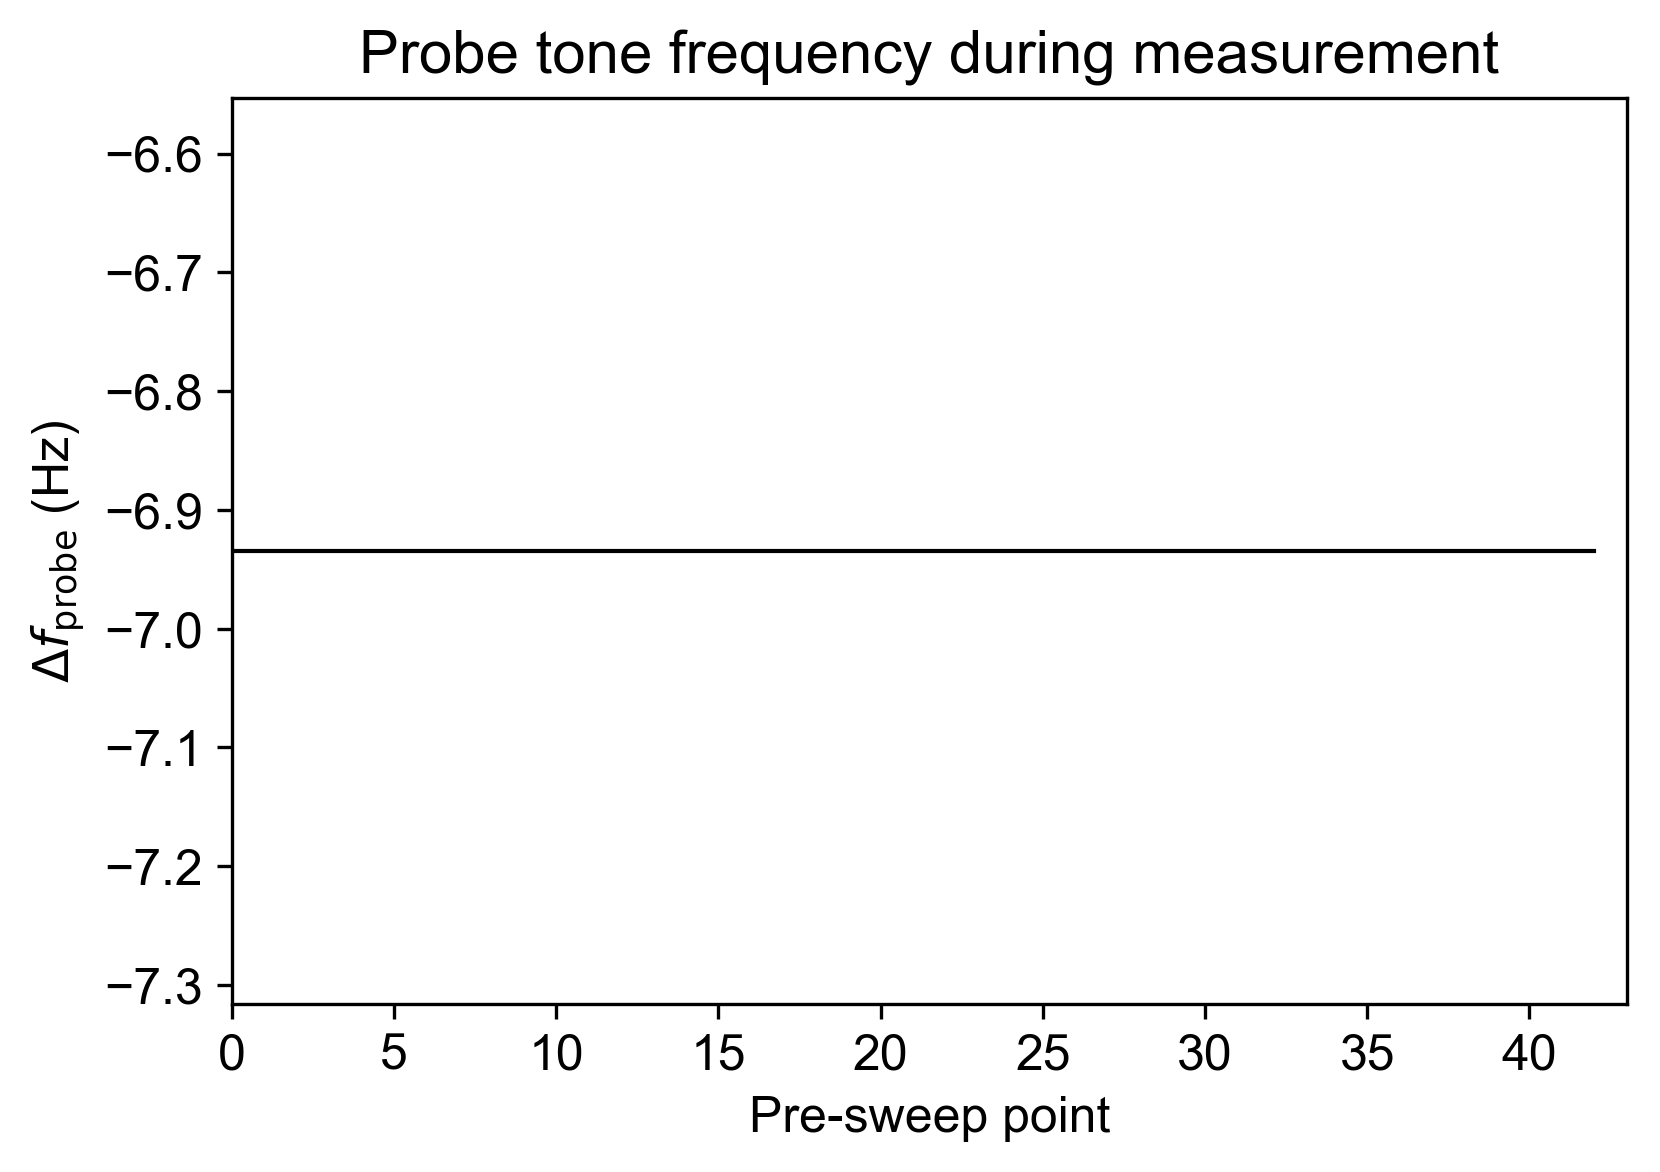 Probe tone frequency during measurement
−6.6
−6.7
−6.8
−6.9
−7.0
−7.1
−7.2
−7.3
Δf_probe (Hz)
0 5 10 15 20 25 30 35 40
Pre-sweep point